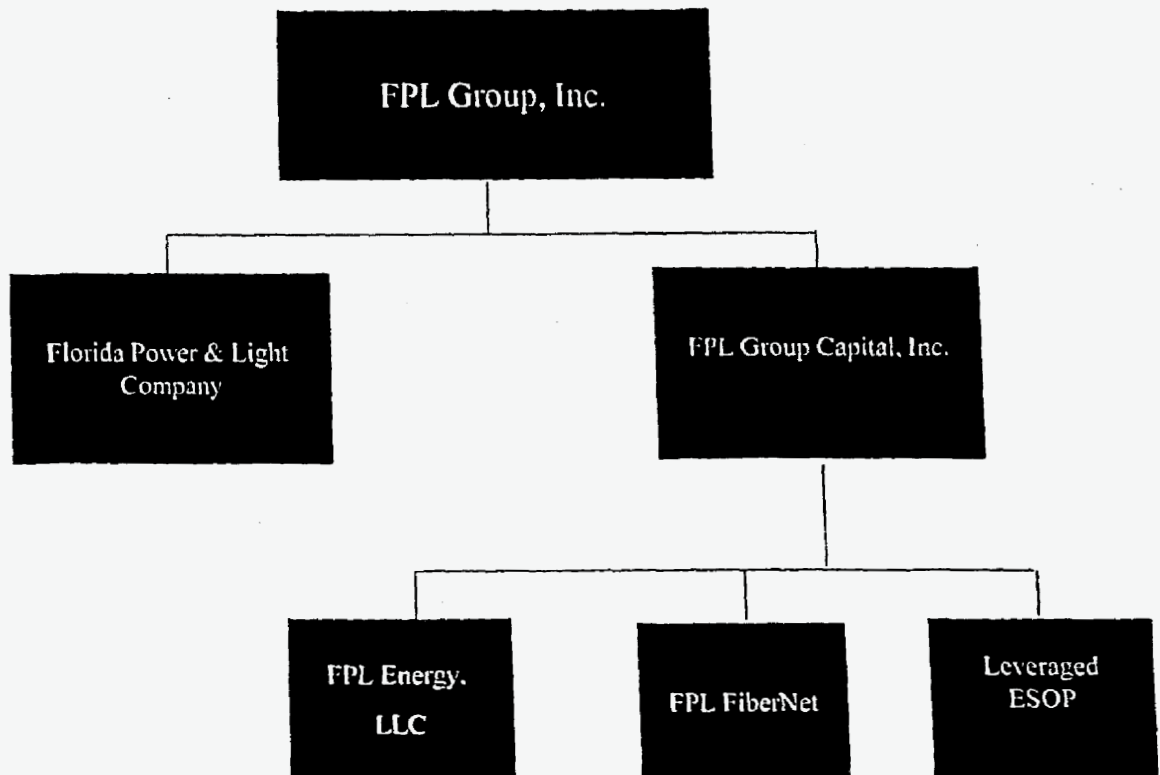 FPL Group, Inc.
Florida Power & Light
Company
FPL Group Capital, Inc.
FPL Energy,
LLC
FPL FiberNet
Leveraged
ESOP